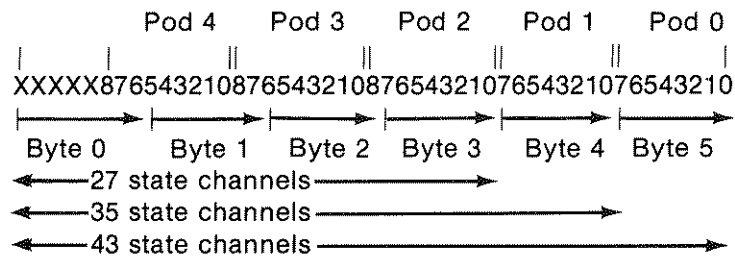 Pod 4 Pod 3 Pod 2 Pod 1 Pod 0
XXXXX8765432108765432108765432107654321076543210
Byte 0 Byte 1 Byte 2 Byte 3 Byte 4 Byte 5
27 state channels
35 state channels
43 state channels